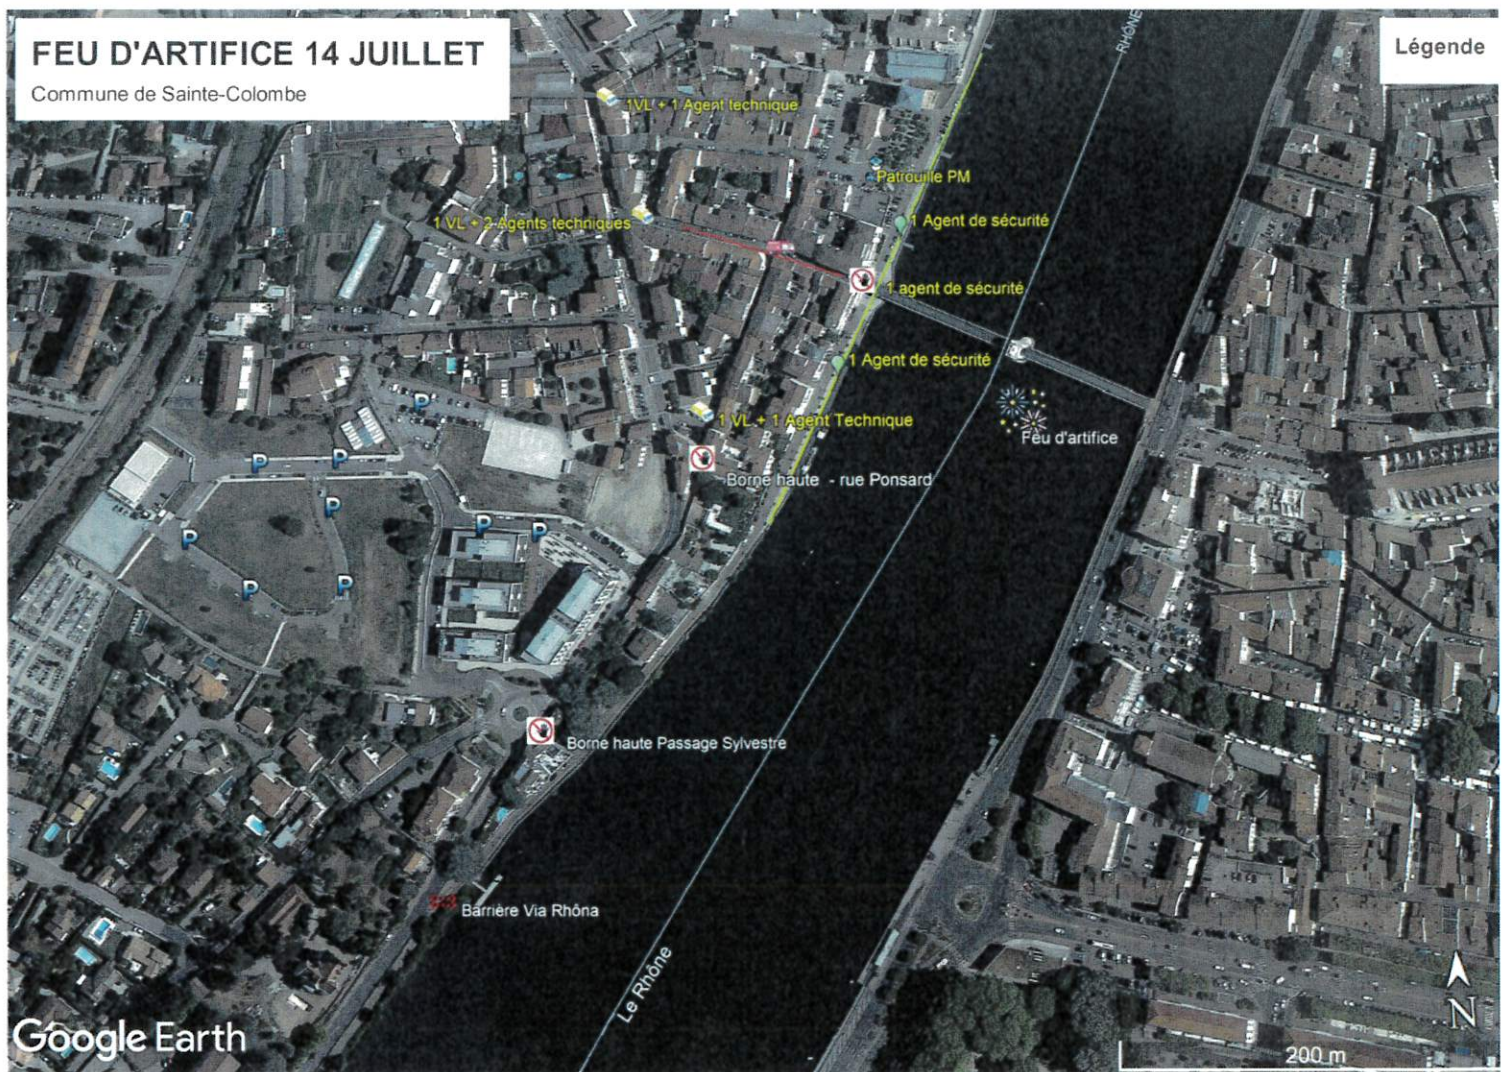 FEU D'ARTIFICE 14 JUILLET
Commune de Sainte-Colombe
Légende
RHÔNE
1VL + 1 Agent technique
Patrouille PM
1 VL + 2 Agents techniques
1 Agent de sécurité
1 agent de sécurité
1 Agent de sécurité
P
1 VL + 1 Agent Technique
Feu d'artifice
P
P
Borne haute - rue Ponsard
P
P
P
P
P
P
Borne haute Passage Sylvestre
Barrière Via Rhôna
Le Rhône
N
Google Earth
200 m